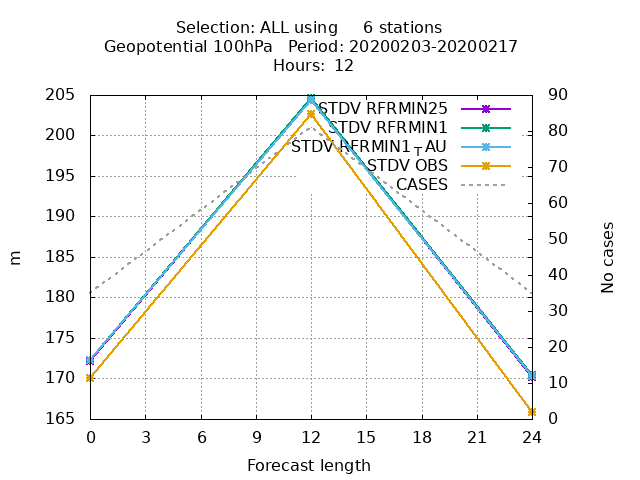 Selection: ALL using     6 stations
Geopotential 100hPa   Period: 20200203-20200217
Hours:  12
205
200
195
190
185
180
175
170
165
m
90
80
70
60
50
40
30
20
10
0
No cases
STDV RFRMIN25
STDV RFRMIN1
STDV RFRMIN1TAU
STDV OBS
CASES
0 3 6 9 12 15 18 21 24
Forecast length